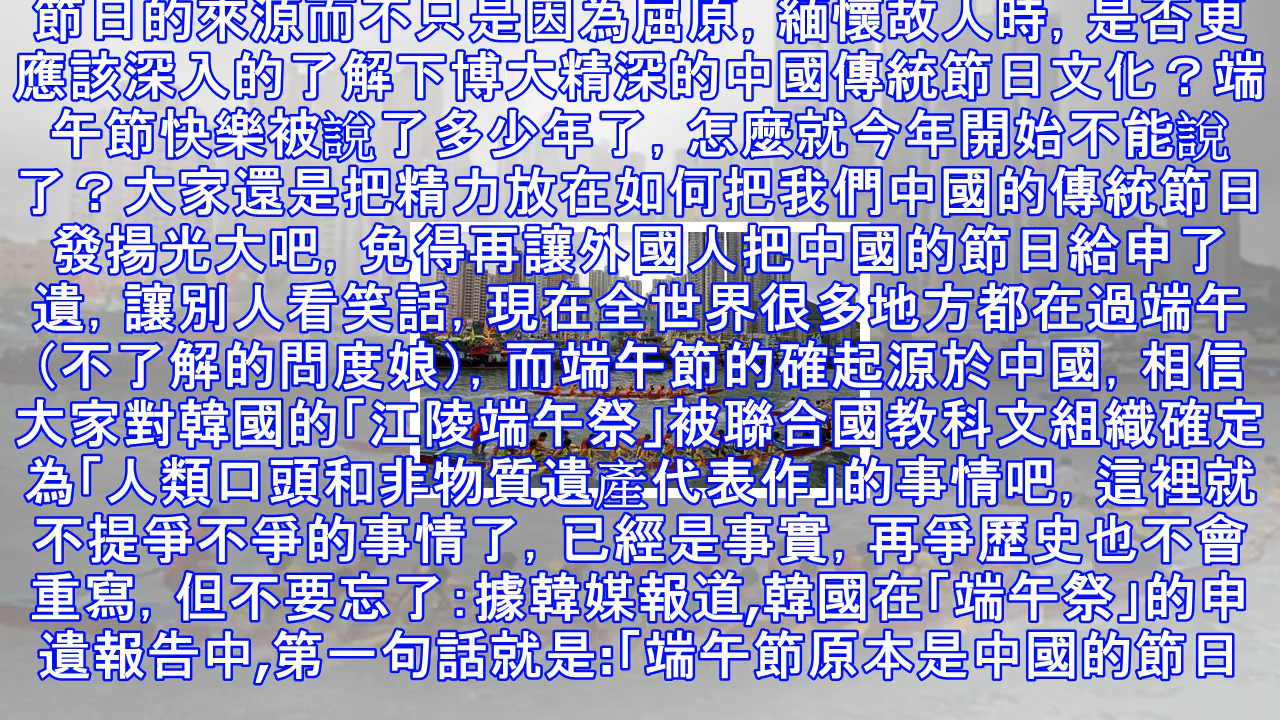 節日的來源而不只是因為屈原, 緬懷故人時, 是否更
應該深入的了解下博大精深的中國傳統節日文化？端
午節快樂被說了多少年了, 怎麼就今年開始不能說
了？大家還是把精力放在如何把我們中國的傳統節日
發揚光大吧, 免得再讓外國人把中國的節日給申了
遺, 讓別人看笑話, 現在全世界很多地方都在過端午
(不了解的問度娘), 而端午節的確起源於中國, 相信
大家對韓國的「江陵端午祭」被聯合國教科文組織確定
為「人類口頭和非物質遺產代表作」的事情吧, 這裡就
不提爭不爭的事情了, 已經是事實, 再爭歷史也不會
重寫, 但不要忘了:據韓媒報道,韓國在「端午祭」的申
遺報告中,第一句話就是:「端午節原本是中國的節日